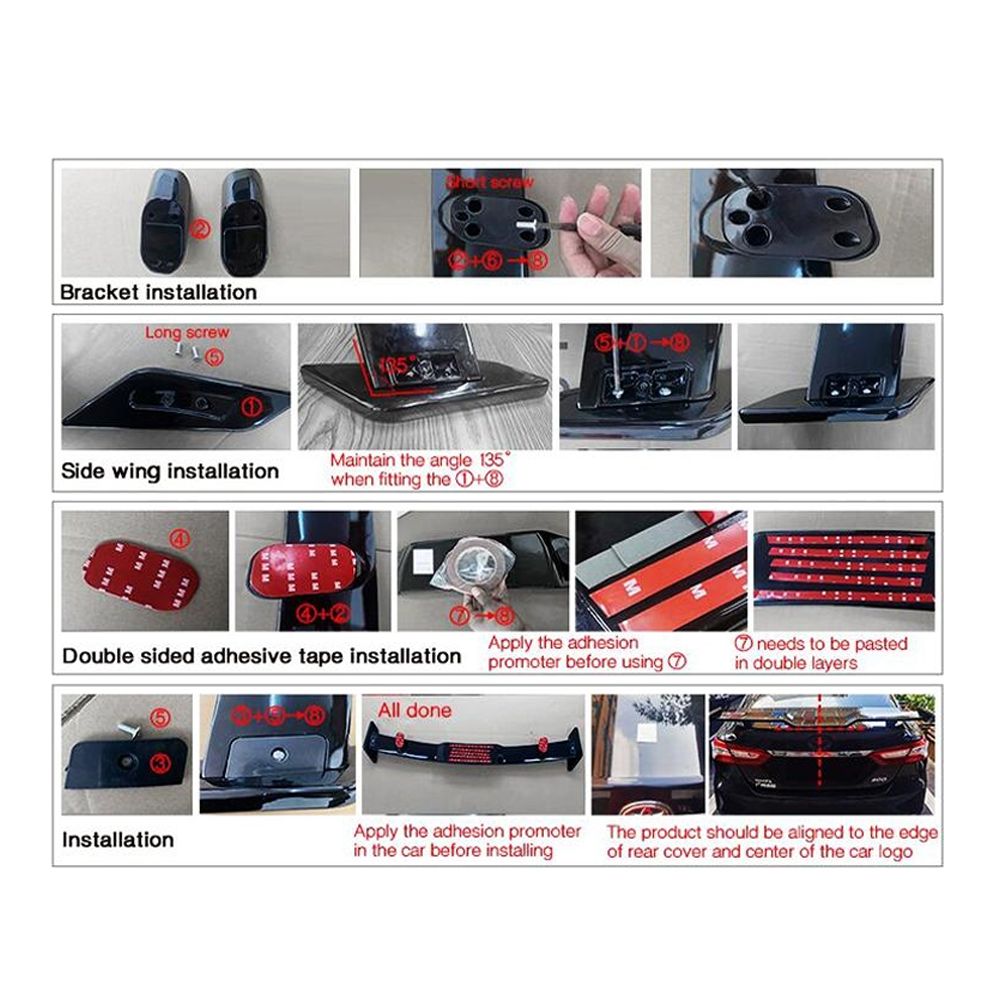 ②
Short screw
②+⑥→⑧
Bracket installation
Long screw
⑤
①
135°
⑤+①→⑧
Side wing installation
Maintain the angle 135°
when fitting the ①+⑧
④
M M M M M M
④+②
M M M M M
⑦→⑧
M
M
M
Double sided adhesive tape installation
Apply the adhesion
promoter before using ⑦
⑦ needs to be pasted
in double layers
⑤
③
③+⑤→⑧
All done
Installation
Apply the adhesion promoter
in the car before installing
The product should be aligned to the edge
of rear cover and center of the car logo